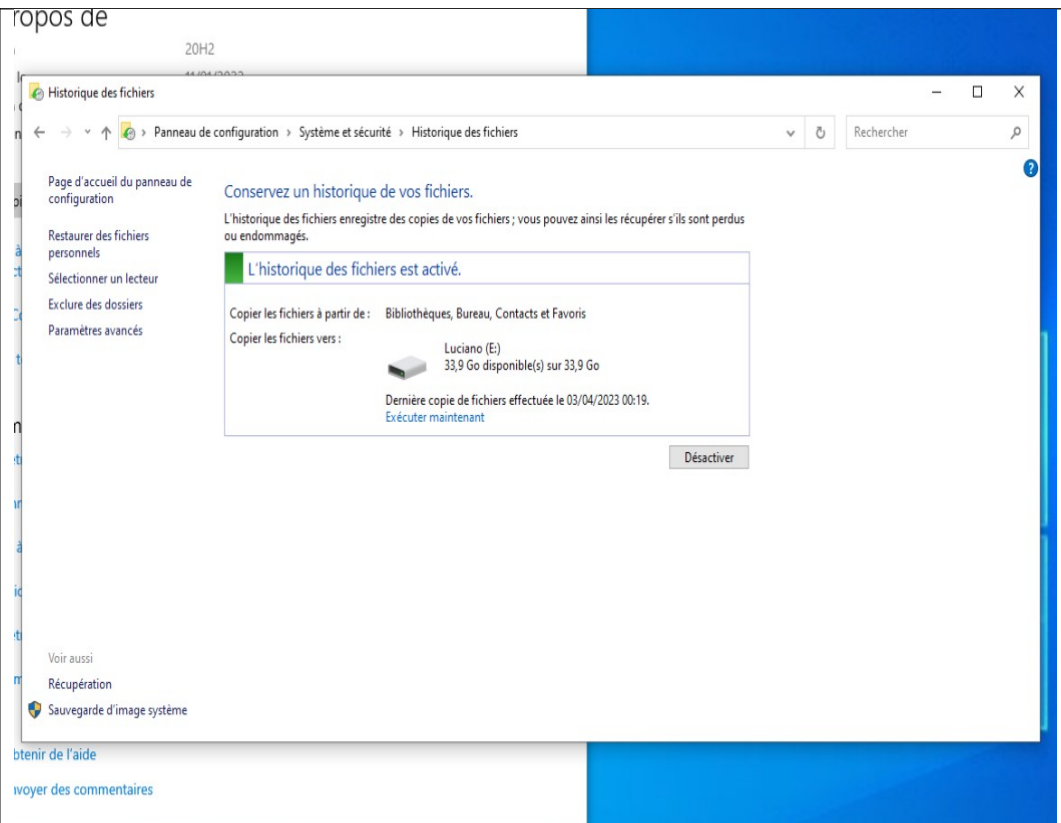 20H2
Historique des fichiers
Panneau de configuration > Système et sécurité > Historique des fichiers
Rechercher
Page d'accueil du panneau de
configuration
Restaurer des fichiers
personnels
Sélectionner un lecteur
Exclure des dossiers
Paramètres avancés
Conservez un historique de vos fichiers.
L'historique des fichiers enregistre des copies de vos fichiers ; vous pouvez ainsi les récupérer s'ils sont perdus
ou endommagés.
L'historique des fichiers est activé.
Copier les fichiers à partir de : Bibliothèques, Bureau, Contacts et Favoris
Copier les fichiers vers :
Luciano (E:)
33,9 Go disponible(s) sur 33,9 Go
Dernière copie de fichiers effectuée le 03/04/2023 00:19.
Exécuter maintenant
Désactiver
Voir aussi
Récupération
Sauvegarde d'image système
btenir de l'aide
nvoyer des commentaires